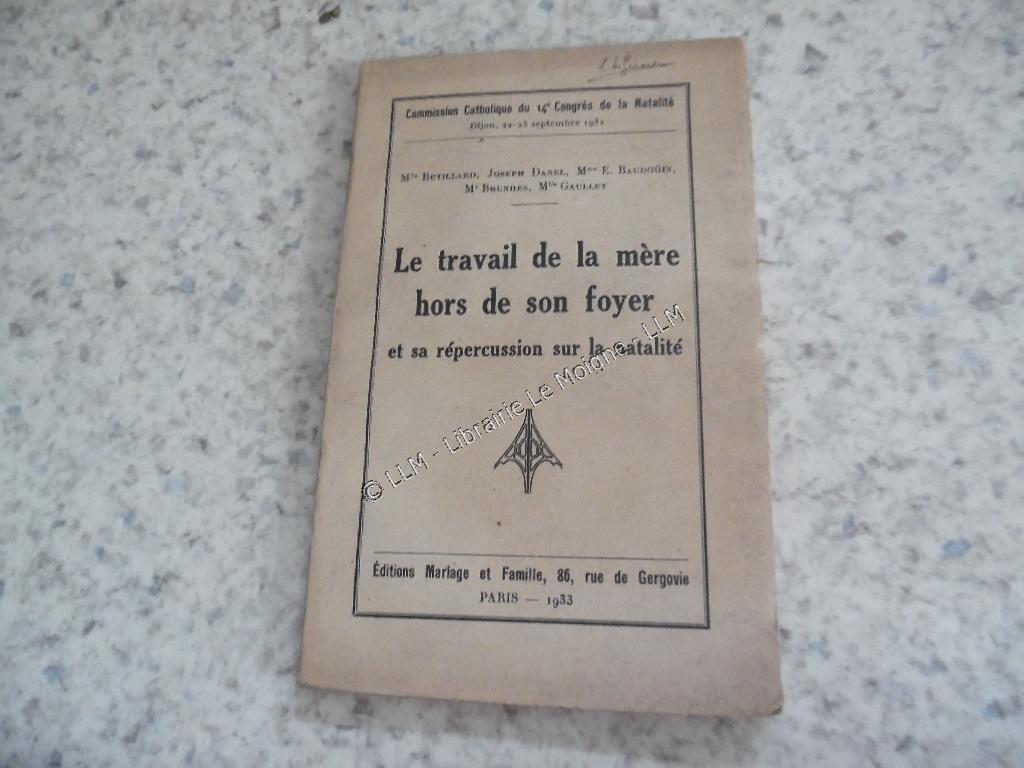 Commission Catholique du 14e Congrès de la Natalité
Dijon, 22-25 septembre 1932
Mlle Butillard, Joseph Danel, Mme E. Baudoüin,
Mr Brunhes, Mlle Gaullet
Le travail de la mère
hors de son foyer
et sa répercussion sur la natalité
© LLM - Librairie Le Moigne - LLM
Éditions Mariage et Famille, 86, rue de Gergovie
PARIS — 1933